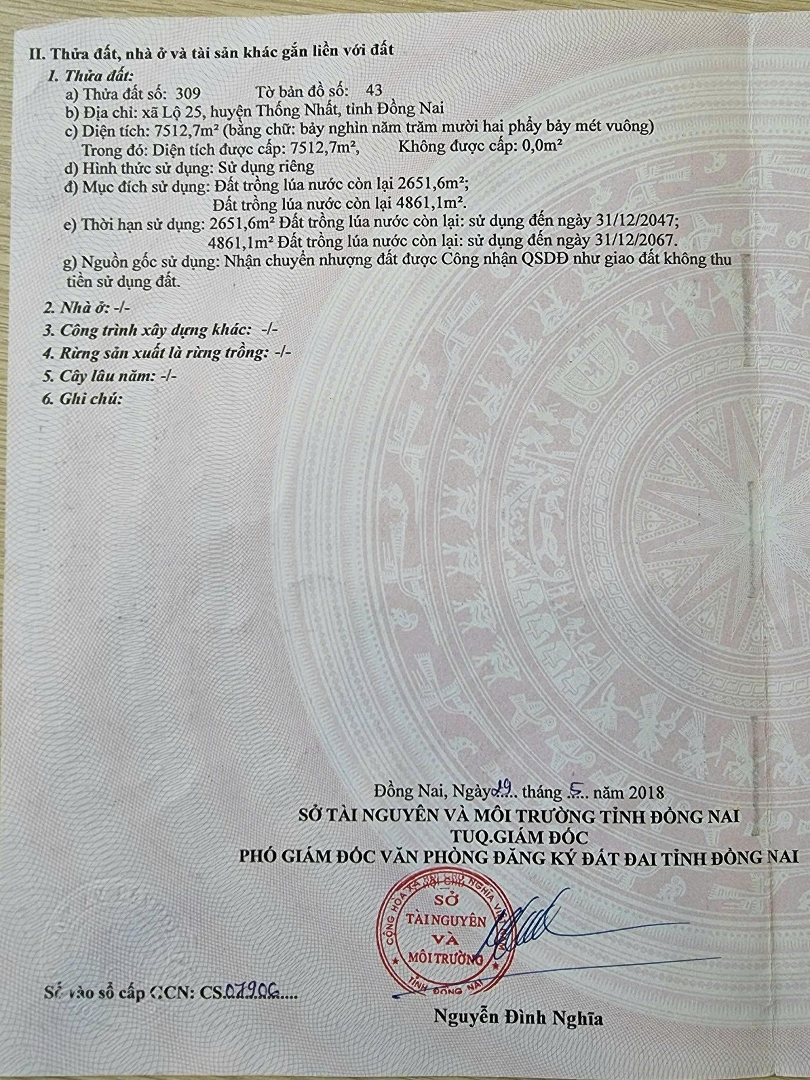 II. Thửa đất, nhà ở và tài sản khác gắn liền với đất
1. Thửa đất:
a) Thửa đất số: 309 Tờ bản đồ số: 43
b) Địa chỉ: xã Lộ 25, huyện Thống Nhất, tỉnh Đồng Nai
c) Diện tích: 7512,7m² (bằng chữ: bảy nghìn năm trăm mười hai phẩy bảy mét vuông)
Trong đó: Diện tích được cấp: 7512,7m², Không được cấp: 0,0m²
d) Hình thức sử dụng: Sử dụng riêng
đ) Mục đích sử dụng: Đất trồng lúa nước còn lại 2651,6m²;
Đất trồng lúa nước còn lại 4861,1m².
e) Thời hạn sử dụng: 2651,6m² Đất trồng lúa nước còn lại: sử dụng đến ngày 31/12/2047;
4861,1m² Đất trồng lúa nước còn lại: sử dụng đến ngày 31/12/2067.
g) Nguồn gốc sử dụng: Nhận chuyển nhượng đất được Công nhận QSDĐ như giao đất không thu
tiền sử dụng đất.
2. Nhà ở: -/-
3. Công trình xây dựng khác: -/-
4. Rừng sản xuất là rừng trồng: -/-
5. Cây lâu năm: -/-
6. Ghi chú:
Đồng Nai, Ngày 29 tháng 5 năm 2018
SỞ TÀI NGUYÊN VÀ MÔI TRƯỜNG TỈNH ĐỒNG NAI
TUQ.GIÁM ĐỐC
PHÓ GIÁM ĐỐC VĂN PHÒNG ĐĂNG KÝ ĐẤT ĐAI TỈNH ĐỒNG NAI
SỞ
TÀI NGUYÊN
VÀ
MÔI TRƯỜNG
TỈNH ĐỒNG NAI
Số vào sổ cấp GCN: CS.07906
Nguyễn Đình Nghĩa